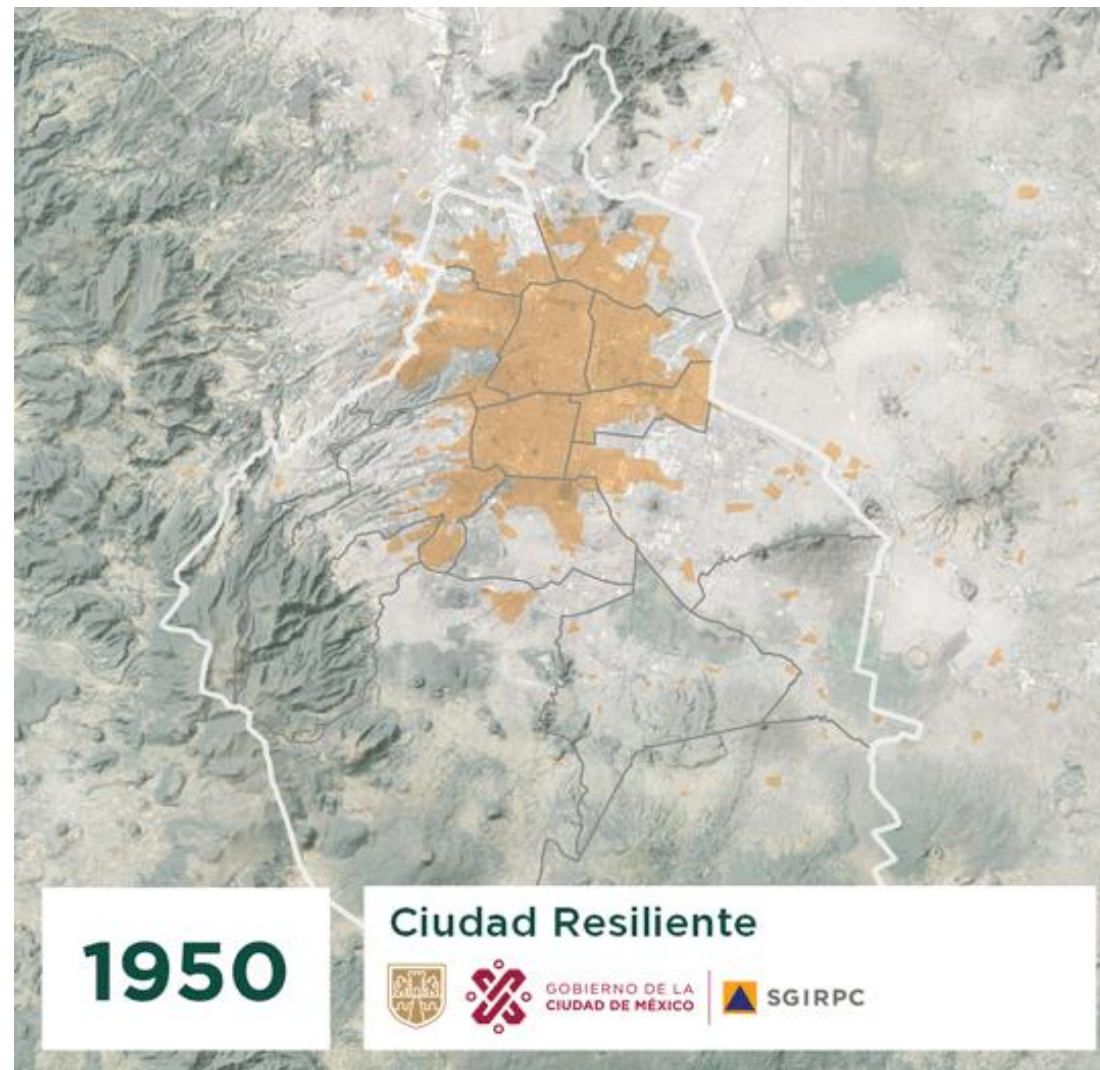 1950
Ciudad Resiliente
GOBIERNO DE LA
CIUDAD DE MÉXICO
SGIRPC